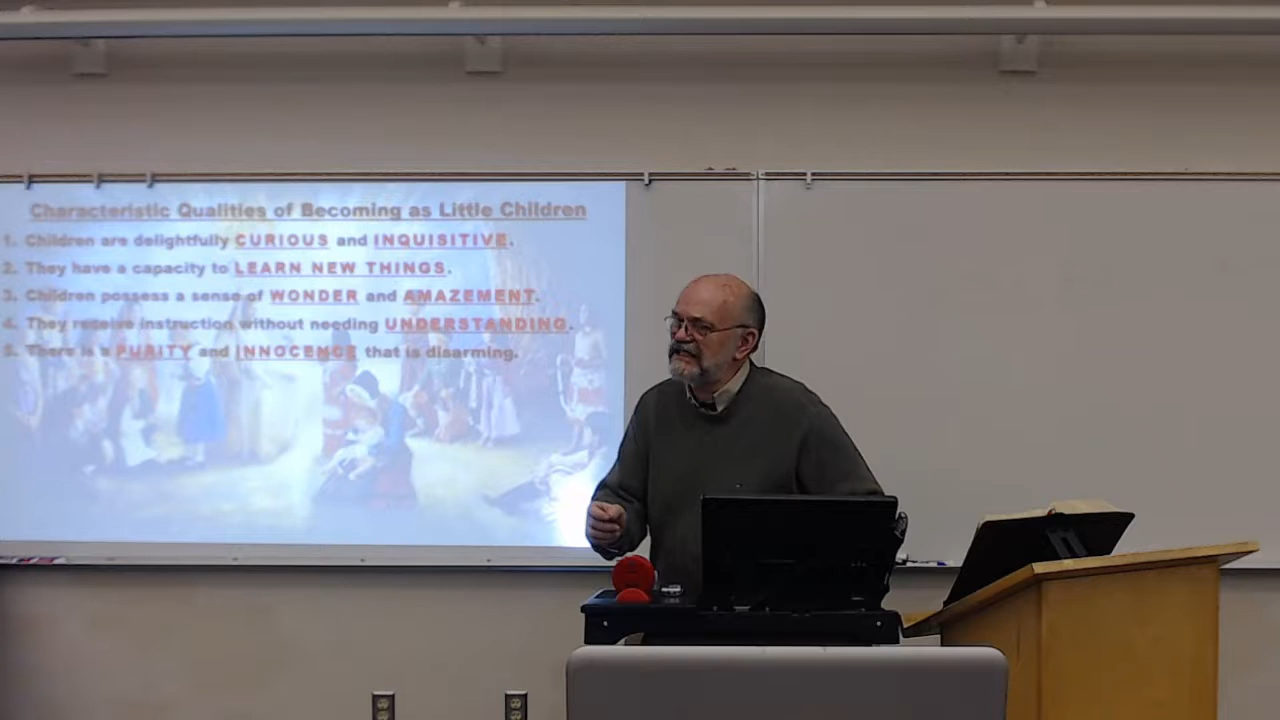 Characteristic Qualities of Becoming as Little Children
1. Children are delightfully CURIOUS and INQUISITIVE.
2. They have a capacity to LEARN NEW THINGS.
3. Children possess a sense of WONDER and AMAZEMENT.
4. They receive instruction without needing UNDERSTANDING.
5. There is a PURITY and INNOCENCE that is disarming.